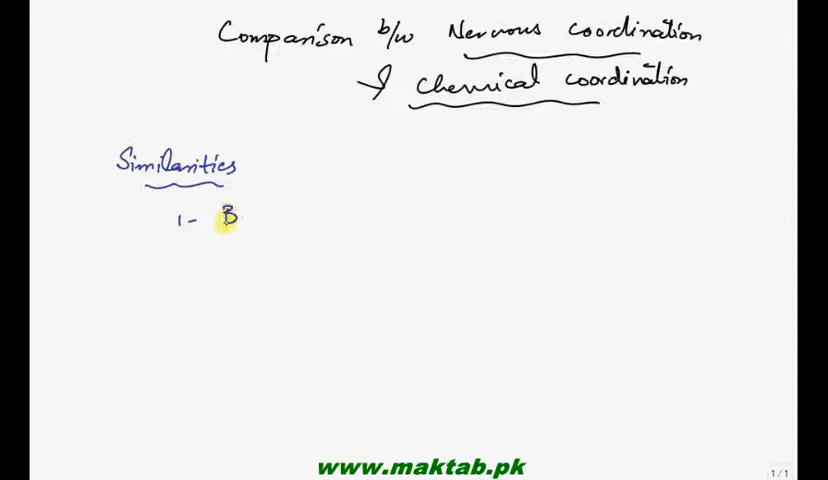 Comparison b/w Nervous coordination
& Chemical coordination
Similarities
1- B
www.maktab.pk
1/1